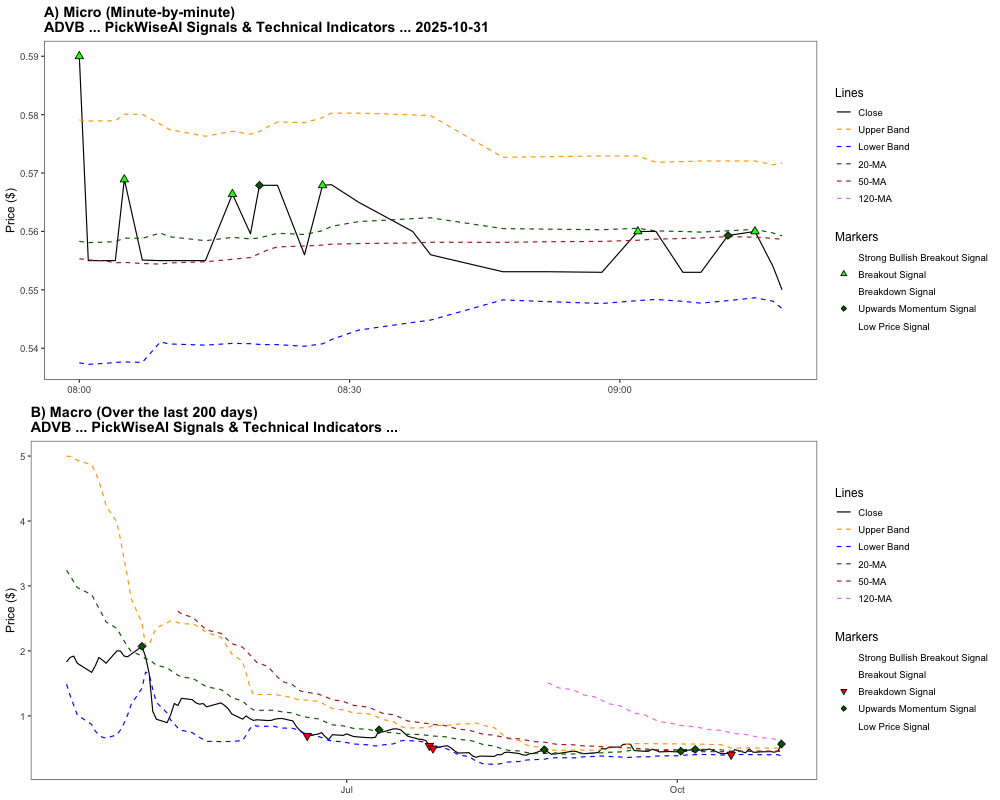 A) Micro (Minute-by-minute)
ADVB ... PickWiseAI Signals & Technical Indicators ... 2025-10-31
Price ($)
0.59
0.58
0.57
0.56
0.55
0.54
08:00
08:30
09:00
Lines
Close
Upper Band
Lower Band
20-MA
50-MA
120-MA
Markers
Strong Bullish Breakout Signal
Breakout Signal
Breakdown Signal
Upwards Momentum Signal
Low Price Signal
B) Macro (Over the last 200 days)
ADVB ... PickWiseAI Signals & Technical Indicators ...
Price ($)
5
4
3
2
1
Jul
Oct
Lines
Close
Upper Band
Lower Band
20-MA
50-MA
120-MA
Markers
Strong Bullish Breakout Signal
Breakout Signal
Breakdown Signal
Upwards Momentum Signal
Low Price Signal